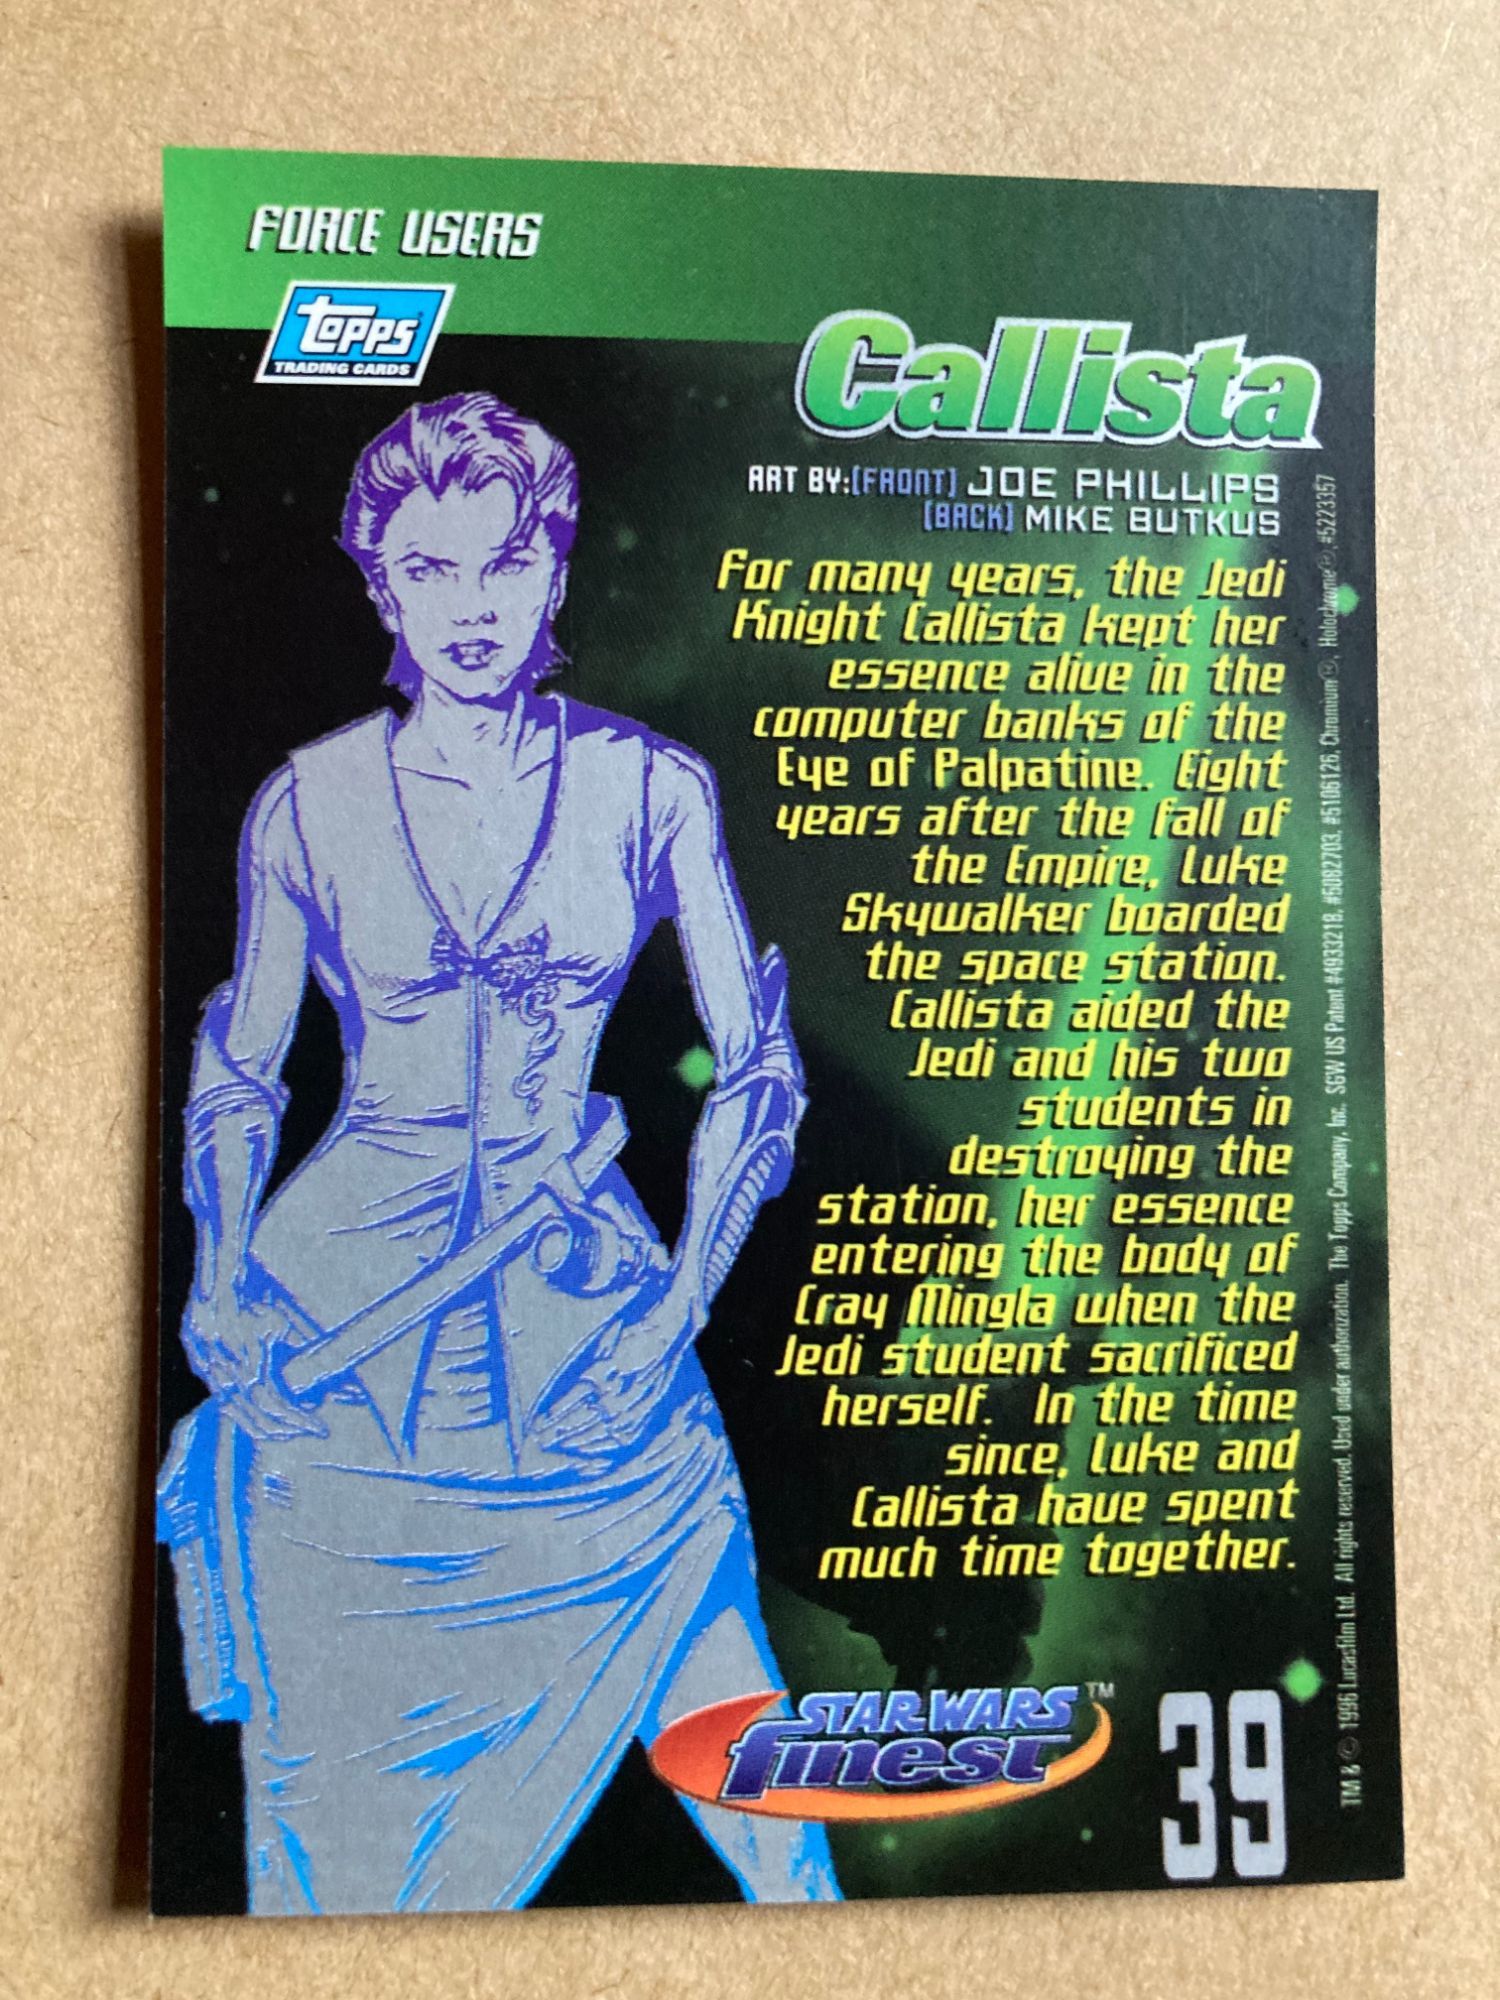 FORCE USERS
Topps
TRADING CARDS
Callista
ART BY:(FRONT) JOE PHILLIPS
(BACK) MIKE BUTKUS
For many years, the Jedi
Knight Callista kept her
essence alive in the
computer banks of the
Eye of Palpatine. Eight
years after the fall of
the Empire, Luke
Skywalker boarded
the space station.
Callista aided the
Jedi and his two
students in
destroying the
station, her essence
entering the body of
Cray Mingla when the
Jedi student sacrificed
herself. In the time
since, Luke and
Callista have spent
much time together.
STAR WARS™
finest
39
TM & © 1996 Lucasfilm Ltd. All rights reserved. Used under authorization. The Topps Company, Inc. SGW US Patent #4933218, #5082703, #5106126, Chromium®, Holochrome®, #5223357